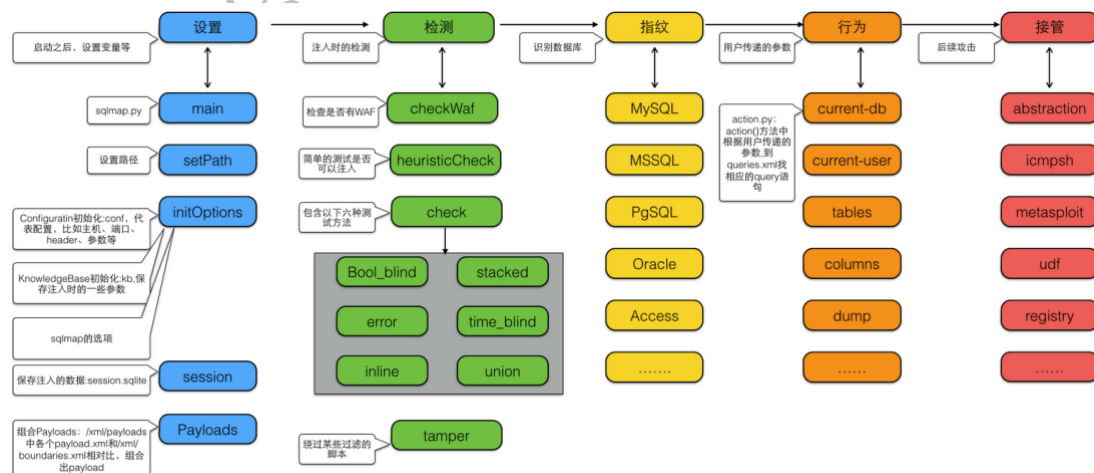 设置
检测
指纹
行为
接管
启动之后，设置变量等
注入时的检测
识别数据库
用户传递的参数
后续攻击
sqlmap.py
main
检查是否有WAF
checkWaf
MySQL
action.py：
action()方法中
根据用户传递的
参数,到
queries.xml找
相应的query语
句
current-db
abstraction
设置路径
setPath
简单的测试是否
可以注入
heuristicCheck
MSSQL
current-user
icmpsh
Configuratin初始化:conf，代
表配置，比如主机、端口、
header、参数等
initOptions
包含以下六种测
试方法
check
PgSQL
tables
metasploit
KnowledgeBase初始化:kb,保
存注入时的一些参数
Bool_blind
stacked
Oracle
columns
udf
sqlmap的选项
error
time_blind
Access
dump
registry
保存注入的数据:session.sqlite
session
inline
union
.......
......
......
组合Payloads：/xml/payloads
中各个payload.xml和/xml/
boundaries.xml相对比，组合
出payload
Payloads
绕过某些过滤的
脚本
tamper